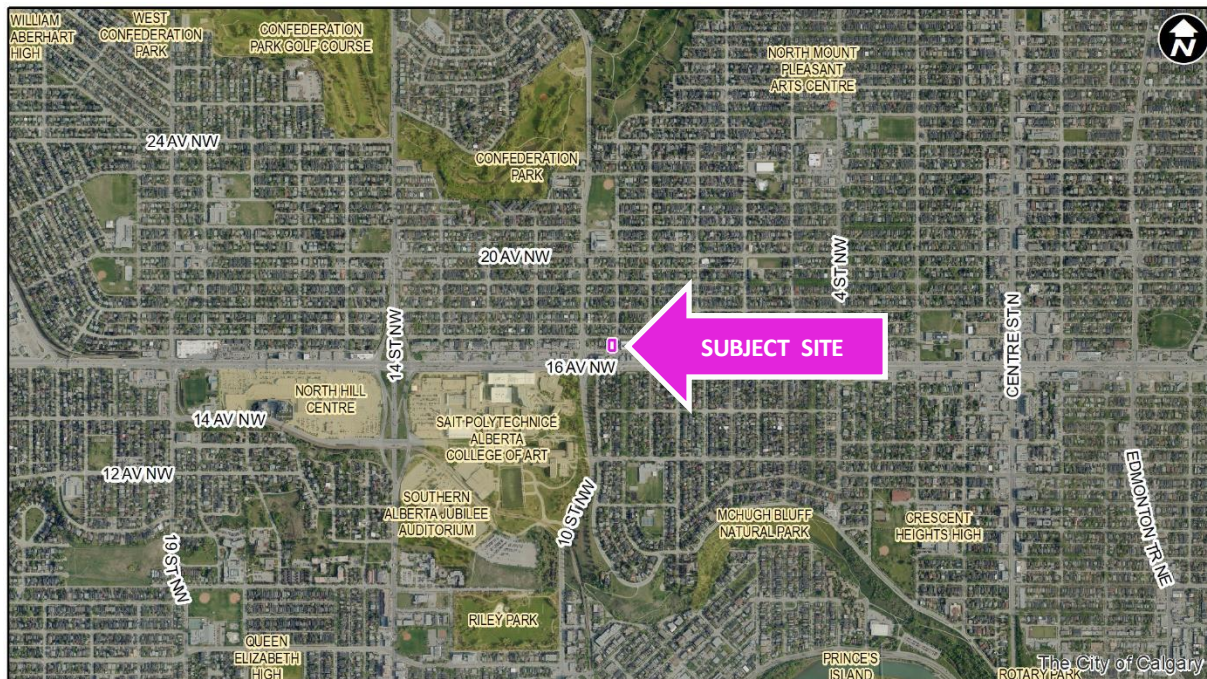 WILLIAM
ABERHART
HIGH
WEST
CONFEDERATION
PARK
CONFEDERATION
PARK GOLF COURSE
NORTH MOUNT
PLEASANT
ARTS CENTRE
N
24 AV NW
CONFEDERATION
PARK
20 AV NW
4 ST NW
14 ST NW
CENTRE ST N
SUBJECT SITE
16 AV NW
NORTH HILL
CENTRE
14 AV NW
SAIT POLYTECHNIC
ALBERTA
COLLEGE OF ART
12 AV NW
SOUTHERN
ALBERTA JUBILEE
AUDITORIUM
10 ST NW
MCHUGH BLUFF
NATURAL PARK
CRESCENT
HEIGHTS HIGH
EDMONTON TR NE
19 ST NW
RILEY PARK
QUEEN
ELIZABETH
HIGH
PRINCE'S
ISLAND
ROTARY PARK
The City of Calgary